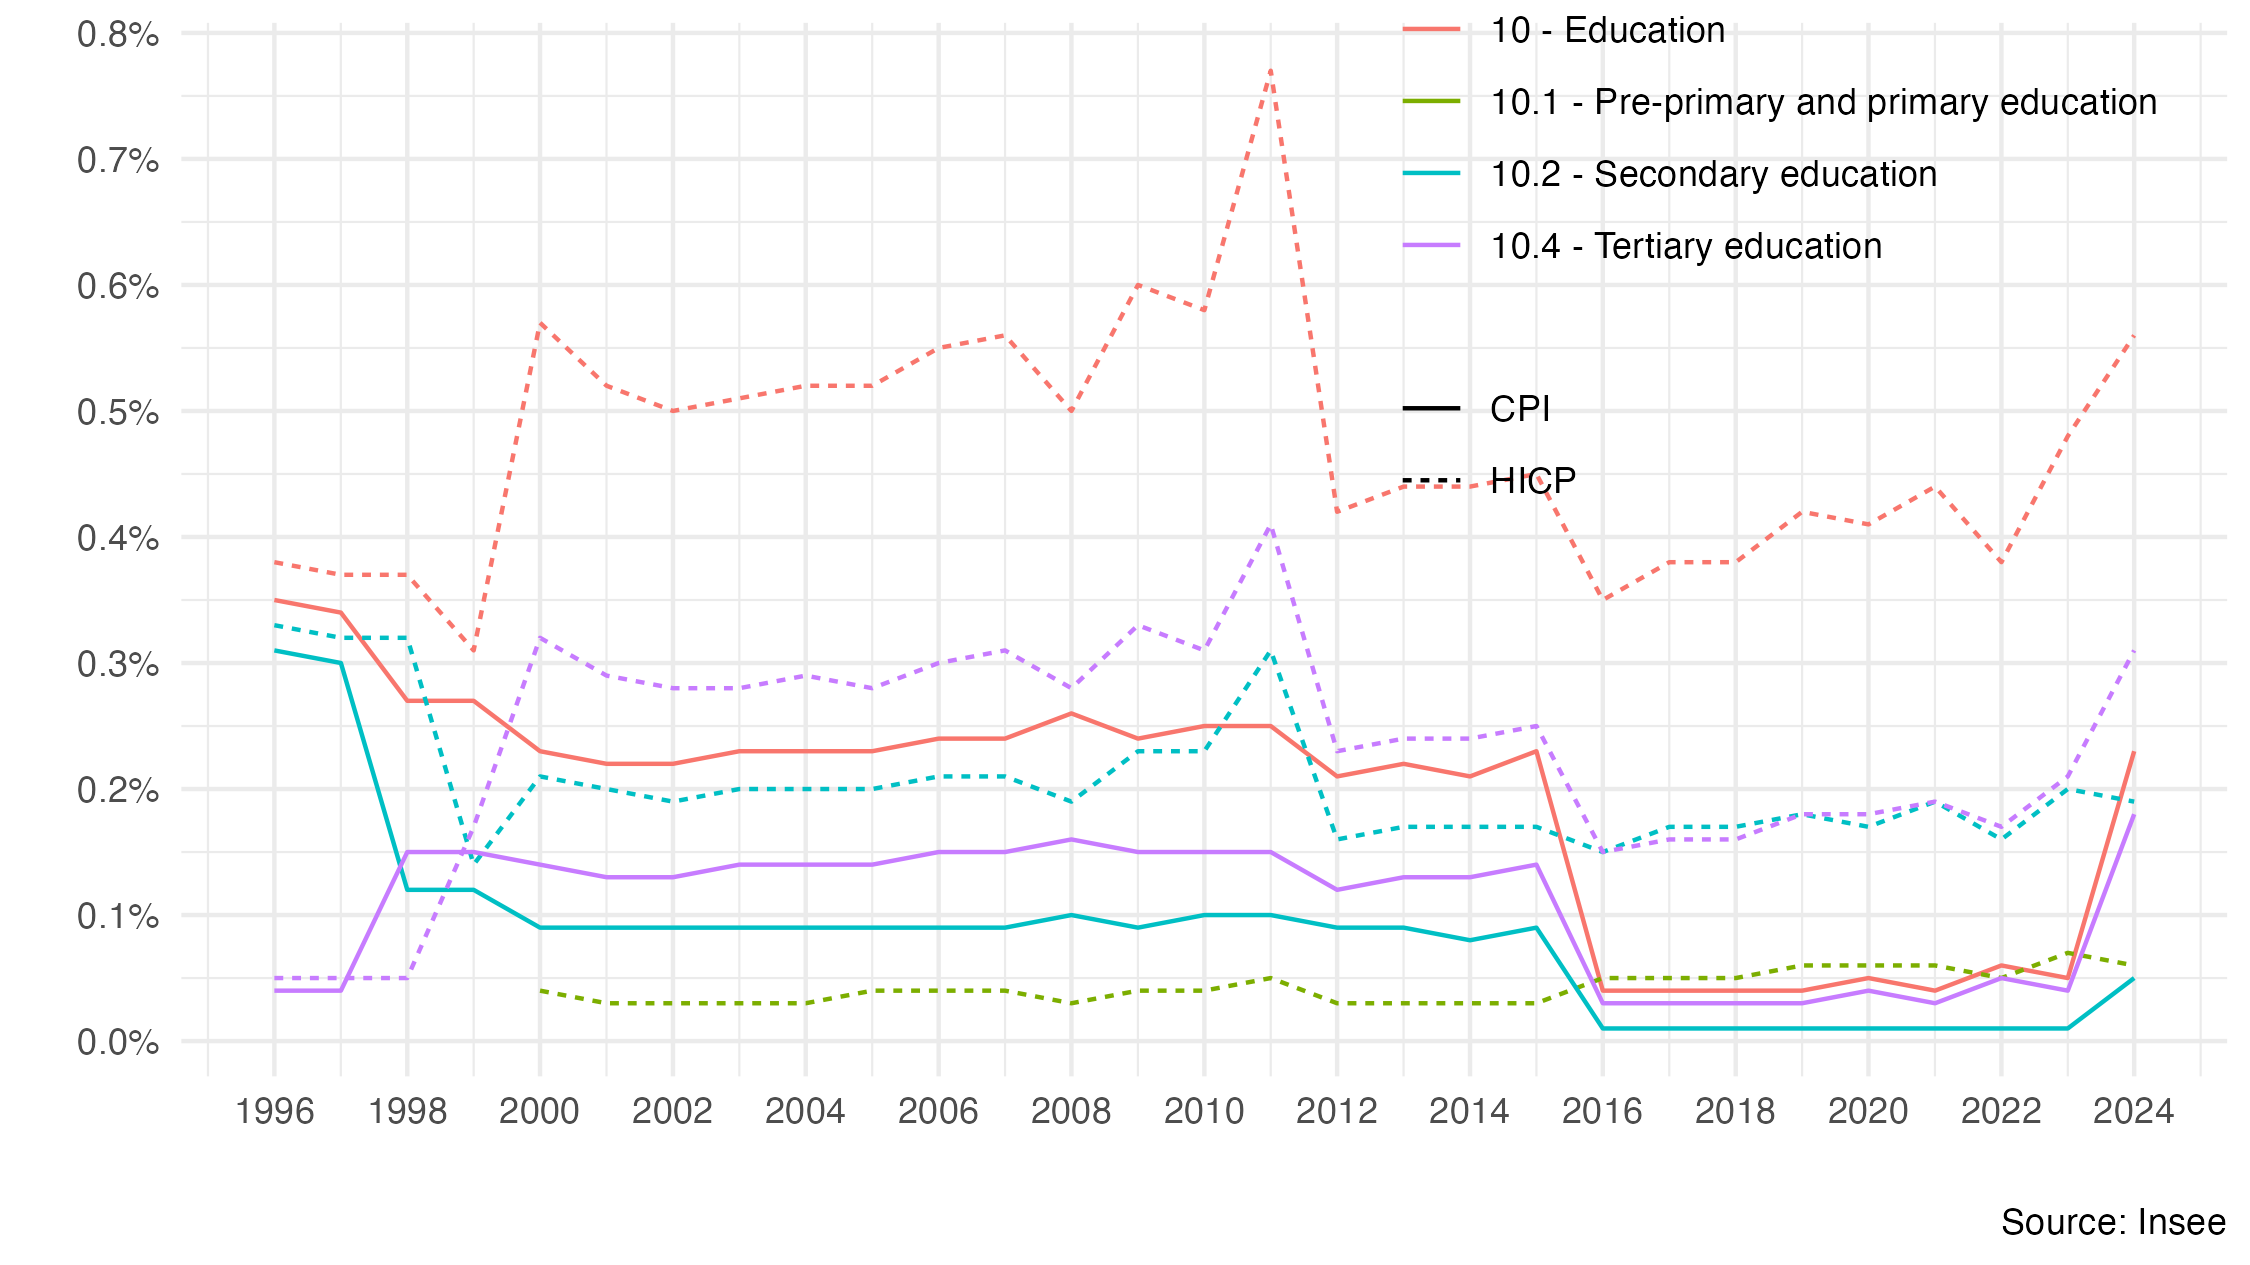 0.8%
0.7%
0.6%
0.5%
0.4%
0.3%
0.2%
0.1%
0.0%
10 - Education
10.1 - Pre-primary and primary education
10.2 - Secondary education
10.4 - Tertiary education
CPI
HICP
1996 1998 2000 2002 2004 2006 2008 2010 2012 2014 2016 2018 2020 2022 2024
Source: Insee